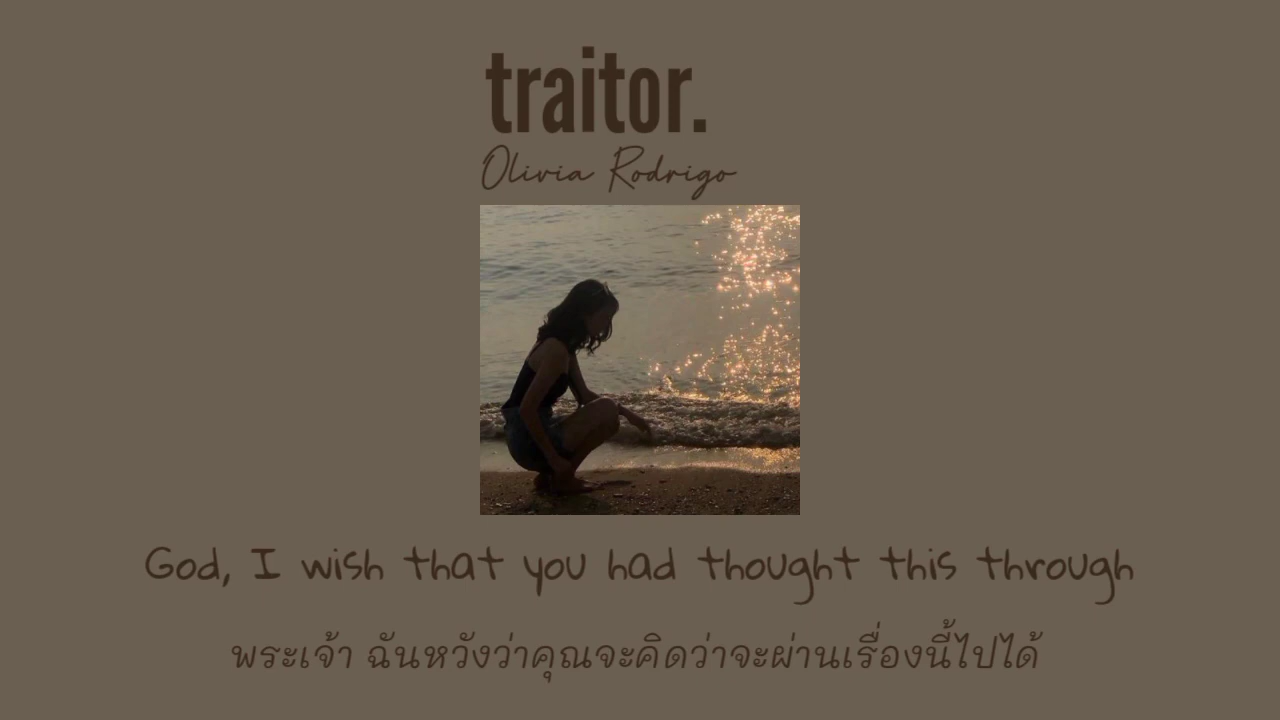 traitor.
Olivia Rodrigo
God, I wish that you had thought this through
พระเจ้า ฉันหวังว่าคุณจะคิดว่าจะผ่านเรื่องนี้ไปได้